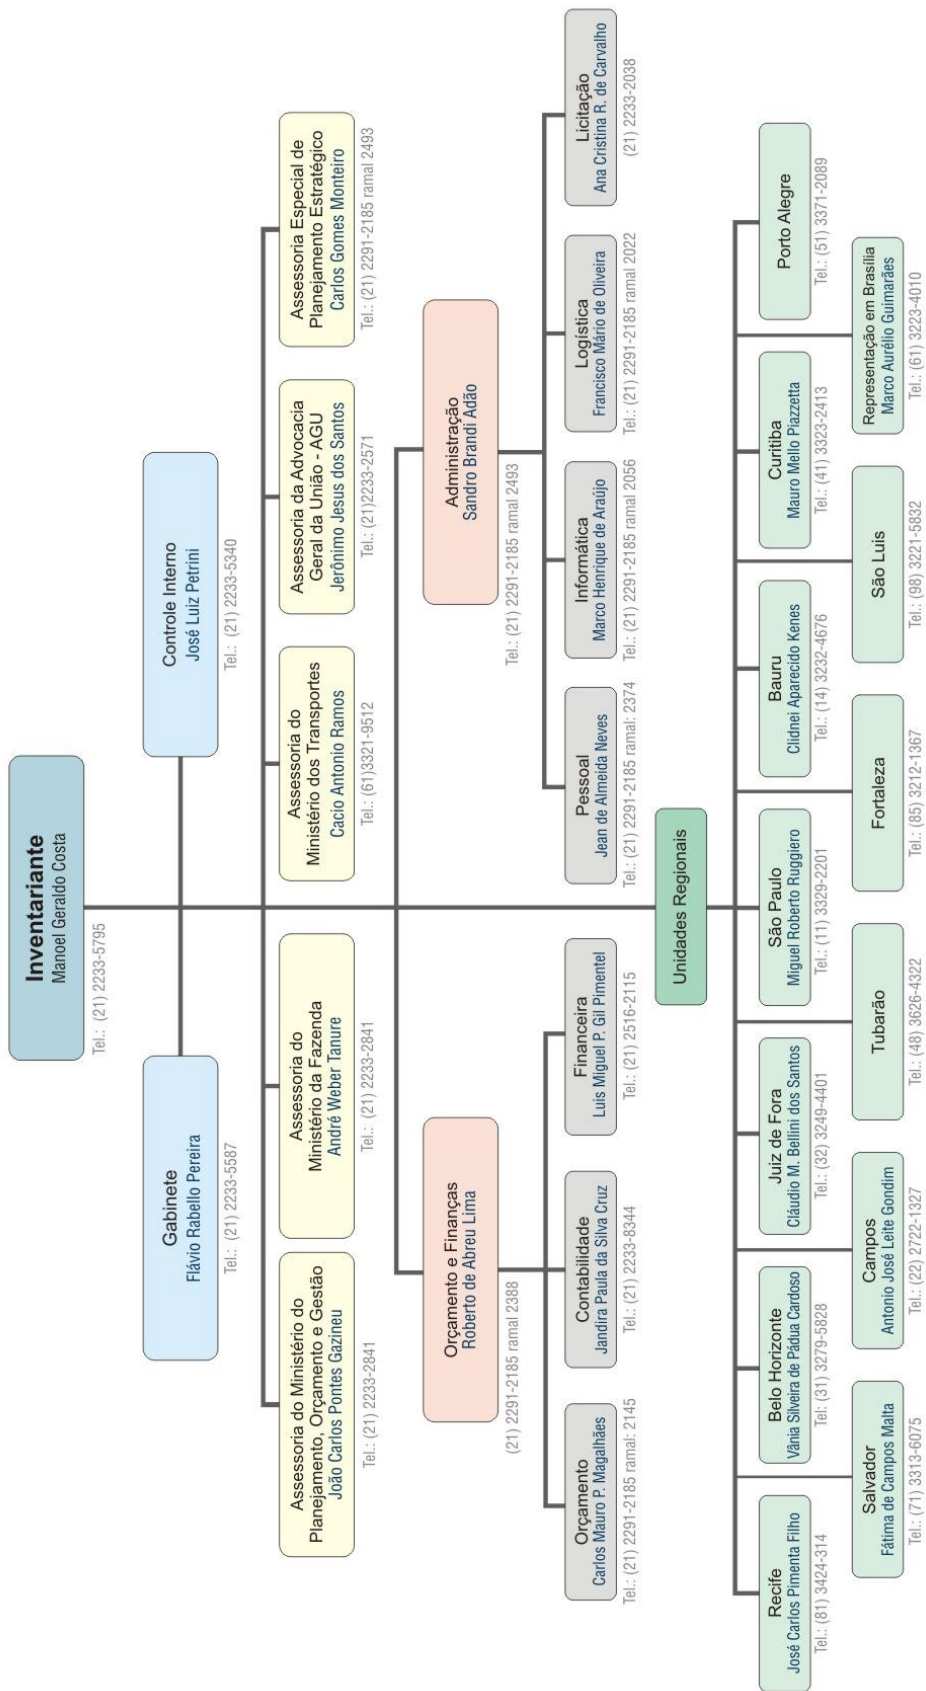 Inventariante
Manoel Geraldo Costa
Tel.: (21) 2233-5795
Gabinete
Flávio Rabello Pereira
Tel.: (21) 2233-5587
Controle Interno
José Luiz Petrini
Tel.: (21) 2233-5340
Assessoria do Ministério do
Planejamento, Orçamento e Gestão
João Carlos Pontes Gazineu
Tel.: (21) 2233-2841
Assessoria do
Ministério da Fazenda
André Weber Tanure
Tel.: (21) 2233-2841
Assessoria do
Ministério dos Transportes
Cacio Antonio Ramos
Tel.: (61)3321-9512
Assessoria da Advocacia
Geral da União - AGU
Jerônimo Jesus dos Santos
Tel.: (21)2233-2571
Assessoria Especial de
Planejamento Estratégico
Carlos Gomes Monteiro
Tel.: (21) 2291-2185 ramal 2493
Orçamento e Finanças
Roberto de Abreu Lima
(21) 2291-2185 ramal 2388
Administração
Sandro Brandi Adão
Tel.: (21) 2291-2185 ramal 2493
Orçamento
Carlos Mauro P. Magalhães
Tel.: (21) 2291-2185 ramal: 2145
Contabilidade
Jandira Paula da Silva Cruz
Tel.: (21) 2233-8344
Financeira
Luis Miguel P. Gil Pimentel
Tel.: (21) 2516-2115
Pessoal
Jean de Almeida Neves
Tel.: (21) 2291-2185 ramal: 2374
Informática
Marco Henrique de Araújo
Tel.: (21) 2291-2185 ramal 2056
Logística
Francisco Mário de Oliveira
Tel.: (21) 2291-2185 ramal 2022
Licitação
Ana Cristina R. de Carvalho
(21) 2233-2038
Unidades Regionais
Recife
José Carlos Pimenta Filho
Tel.: (81) 3424-314
Belo Horizonte
Vânia Silveira de Pádua Cardoso
Tel: (31) 3279-5828
Juiz de Fora
Cláudio M. Bellini dos Santos
Tel.: (32) 3249-4401
São Paulo
Miguel Roberto Ruggiero
Tel.: (11) 3329-2201
Bauru
Clidnei Aparecido Kenes
Tel.: (14) 3232-4676
Curitiba
Mauro Mello Piazzetta
Tel.: (41) 3323-2413
Porto Alegre
Tel.: (51) 3371-2089
Salvador
Fátima de Campos Malta
Tel.: (71) 3313-6075
Campos
Antonio José Leite Gondim
Tel.: (22) 2722-1327
Tubarão
Tel.: (48) 3626-4322
Fortaleza
Tel.: (85) 3212-1367
São Luis
Tel.: (98) 3221-5832
Representação em Brasília
Marco Aurélio Guimarães
Tel.: (61) 3223-4010